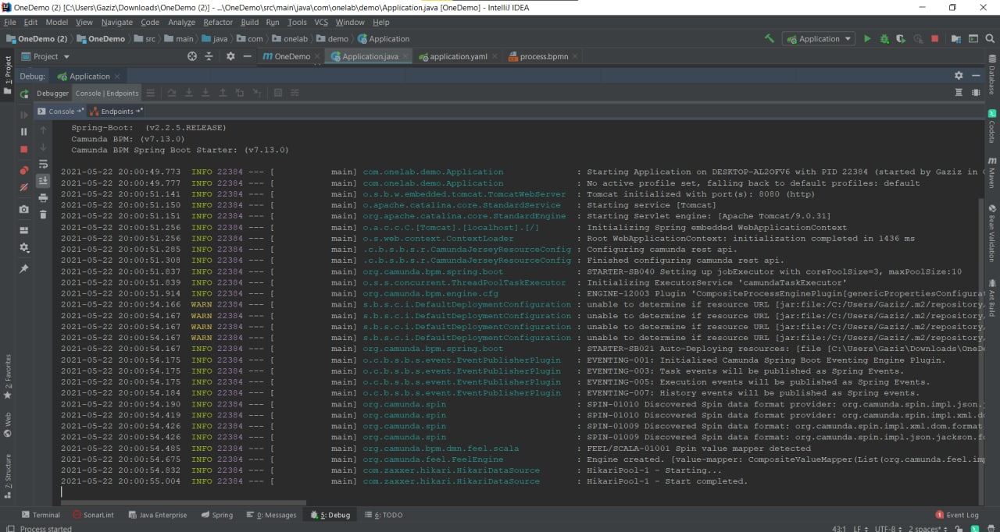 OneDemo (2) [C:\Users\Gaziz\Downloads\OneDemo (2)] - ...\OneDemo\src\main\java\com\onelab\demo\Application.java [OneDemo] - IntelliJ IDEA
File Edit Model View Navigate Code Analyze Refactor Build Run Tools VCS Window Help
OneDemo (2) OneDemo src main java com onelab demo Application Application
Project OneDemo Application.java application.yaml process.bpmn
Debug: Application
Debugger Console | Endpoints
Console Endpoints
Spring-Boot: (v2.2.5.RELEASE)
Camunda BPM: (v7.13.0)
Camunda BPM Spring Boot Starter: (v7.13.0)
2021-05-22 20:00:49.773 INFO 22384 --- [ main] com.onelab.demo.Application : Starting Application on DESKTOP-AL2OFV6 with PID 22384 (started by Gaziz in
2021-05-22 20:00:49.777 INFO 22384 --- [ main] com.onelab.demo.Application : No active profile set, falling back to default profiles: default
2021-05-22 20:00:51.141 INFO 22384 --- [ main] o.s.b.w.embedded.tomcat.TomcatWebServer : Tomcat initialized with port(s): 8080 (http)
2021-05-22 20:00:51.150 INFO 22384 --- [ main] o.apache.catalina.core.StandardService : Starting service [Tomcat]
2021-05-22 20:00:51.151 INFO 22384 --- [ main] org.apache.catalina.core.StandardEngine : Starting Servlet engine: [Apache Tomcat/9.0.31]
2021-05-22 20:00:51.256 INFO 22384 --- [ main] o.a.c.c.C.[Tomcat].[localhost].[/] : Initializing Spring embedded WebApplicationContext
2021-05-22 20:00:51.256 INFO 22384 --- [ main] o.s.web.context.ContextLoader : Root WebApplicationContext: initialization completed in 1436 ms
2021-05-22 20:00:51.285 INFO 22384 --- [ main] .c.b.s.b.s.r.CamundaJerseyResourceConfig : Configuring camunda rest api.
2021-05-22 20:00:51.308 INFO 22384 --- [ main] .c.b.s.b.s.r.CamundaJerseyResourceConfig : Finished configuring camunda rest api.
2021-05-22 20:00:51.837 INFO 22384 --- [ main] org.camunda.bpm.spring.boot : STARTER-SB040 Setting up jobExecutor with corePoolSize=3, maxPoolSize:10
2021-05-22 20:00:51.839 INFO 22384 --- [ main] o.s.s.concurrent.ThreadPoolTaskExecutor : Initializing ExecutorService 'camundaTaskExecutor'
2021-05-22 20:00:51.914 INFO 22384 --- [ main] org.camunda.bpm.engine.cfg : ENGINE-12003 Plugin 'CompositeProcessEnginePlugin[genericPropertiesConfigura
2021-05-22 20:00:54.166 WARN 22384 --- [ main] s.b.s.c.i.DefaultDeploymentConfiguration : unable to determine if resource URL [jar:file:/C:/Users/Gaziz/.m2/repository/
2021-05-22 20:00:54.167 WARN 22384 --- [ main] s.b.s.c.i.DefaultDeploymentConfiguration : unable to determine if resource URL [jar:file:/C:/Users/Gaziz/.m2/repository/
2021-05-22 20:00:54.167 WARN 22384 --- [ main] s.b.s.c.i.DefaultDeploymentConfiguration : unable to determine if resource URL [jar:file:/C:/Users/Gaziz/.m2/repository/
2021-05-22 20:00:54.167 WARN 22384 --- [ main] s.b.s.c.i.DefaultDeploymentConfiguration : unable to determine if resource URL [jar:file:/C:/Users/Gaziz/.m2/repository/
2021-05-22 20:00:54.167 INFO 22384 --- [ main] org.camunda.bpm.spring.boot : STARTER-SB021 Auto-Deploying resources: [file [C:\Users\Gaziz\Downloads\OneDe
2021-05-22 20:00:54.175 INFO 22384 --- [ main] o.c.b.s.b.s.event.EventPublisherPlugin : EVENTING-001: Initialized Camunda Spring Boot Eventing Engine Plugin.
2021-05-22 20:00:54.175 INFO 22384 --- [ main] o.c.b.s.b.s.event.EventPublisherPlugin : EVENTING-003: Task events will be published as Spring Events.
2021-05-22 20:00:54.175 INFO 22384 --- [ main] o.c.b.s.b.s.event.EventPublisherPlugin : EVENTING-005: Execution events will be published as Spring Events.
2021-05-22 20:00:54.184 INFO 22384 --- [ main] o.c.b.s.b.s.event.EventPublisherPlugin : EVENTING-007: History events will be published as Spring events.
2021-05-22 20:00:54.190 INFO 22384 --- [ main] org.camunda.spin : SPIN-01010 Discovered Spin data format provider: org.camunda.spin.impl.json.j
2021-05-22 20:00:54.419 INFO 22384 --- [ main] org.camunda.spin : SPIN-01010 Discovered Spin data format provider: org.camunda.spin.impl.xml.do
2021-05-22 20:00:54.426 INFO 22384 --- [ main] org.camunda.spin : SPIN-01009 Discovered Spin data format: org.camunda.spin.impl.xml.dom.format.
2021-05-22 20:00:54.426 INFO 22384 --- [ main] org.camunda.spin : SPIN-01009 Discovered Spin data format: org.camunda.spin.impl.json.jackson.fo
2021-05-22 20:00:54.485 INFO 22384 --- [ main] org.camunda.bpm.dmn.feel.scala : FEEL/SCALA-01001 Spin value mapper detected
2021-05-22 20:00:54.675 INFO 22384 --- [ main] org.camunda.feel.FeelEngine : Engine created. [value-mapper: CompositeValueMapper(List(org.camunda.feel.imp
2021-05-22 20:00:54.832 INFO 22384 --- [ main] com.zaxxer.hikari.HikariDataSource : HikariPool-1 - Starting...
2021-05-22 20:00:55.004 INFO 22384 --- [ main] com.zaxxer.hikari.HikariDataSource : HikariPool-1 - Start completed.
1: Project
2: Favorites
Web
7: Structure
Database
Codota
Maven
Bean Validation
Ant Build
Terminal SonarLint Java Enterprise Spring 0: Messages 5: Debug 6: TODO 1 Event Log
Process started 43:1 LF UTF-8 2 spaces*